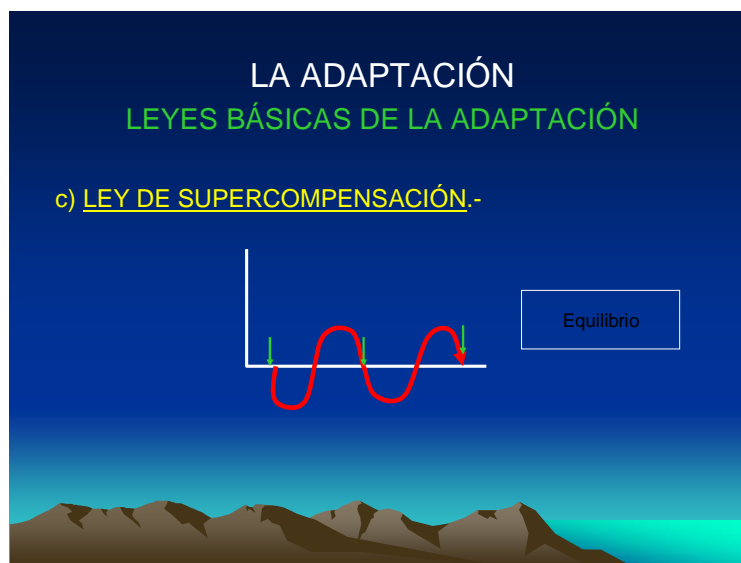 LA ADAPTACIÓN
LEYES BÁSICAS DE LA ADAPTACIÓN
c) LEY DE SUPERCOMPENSACIÓN.-
Equilibrio